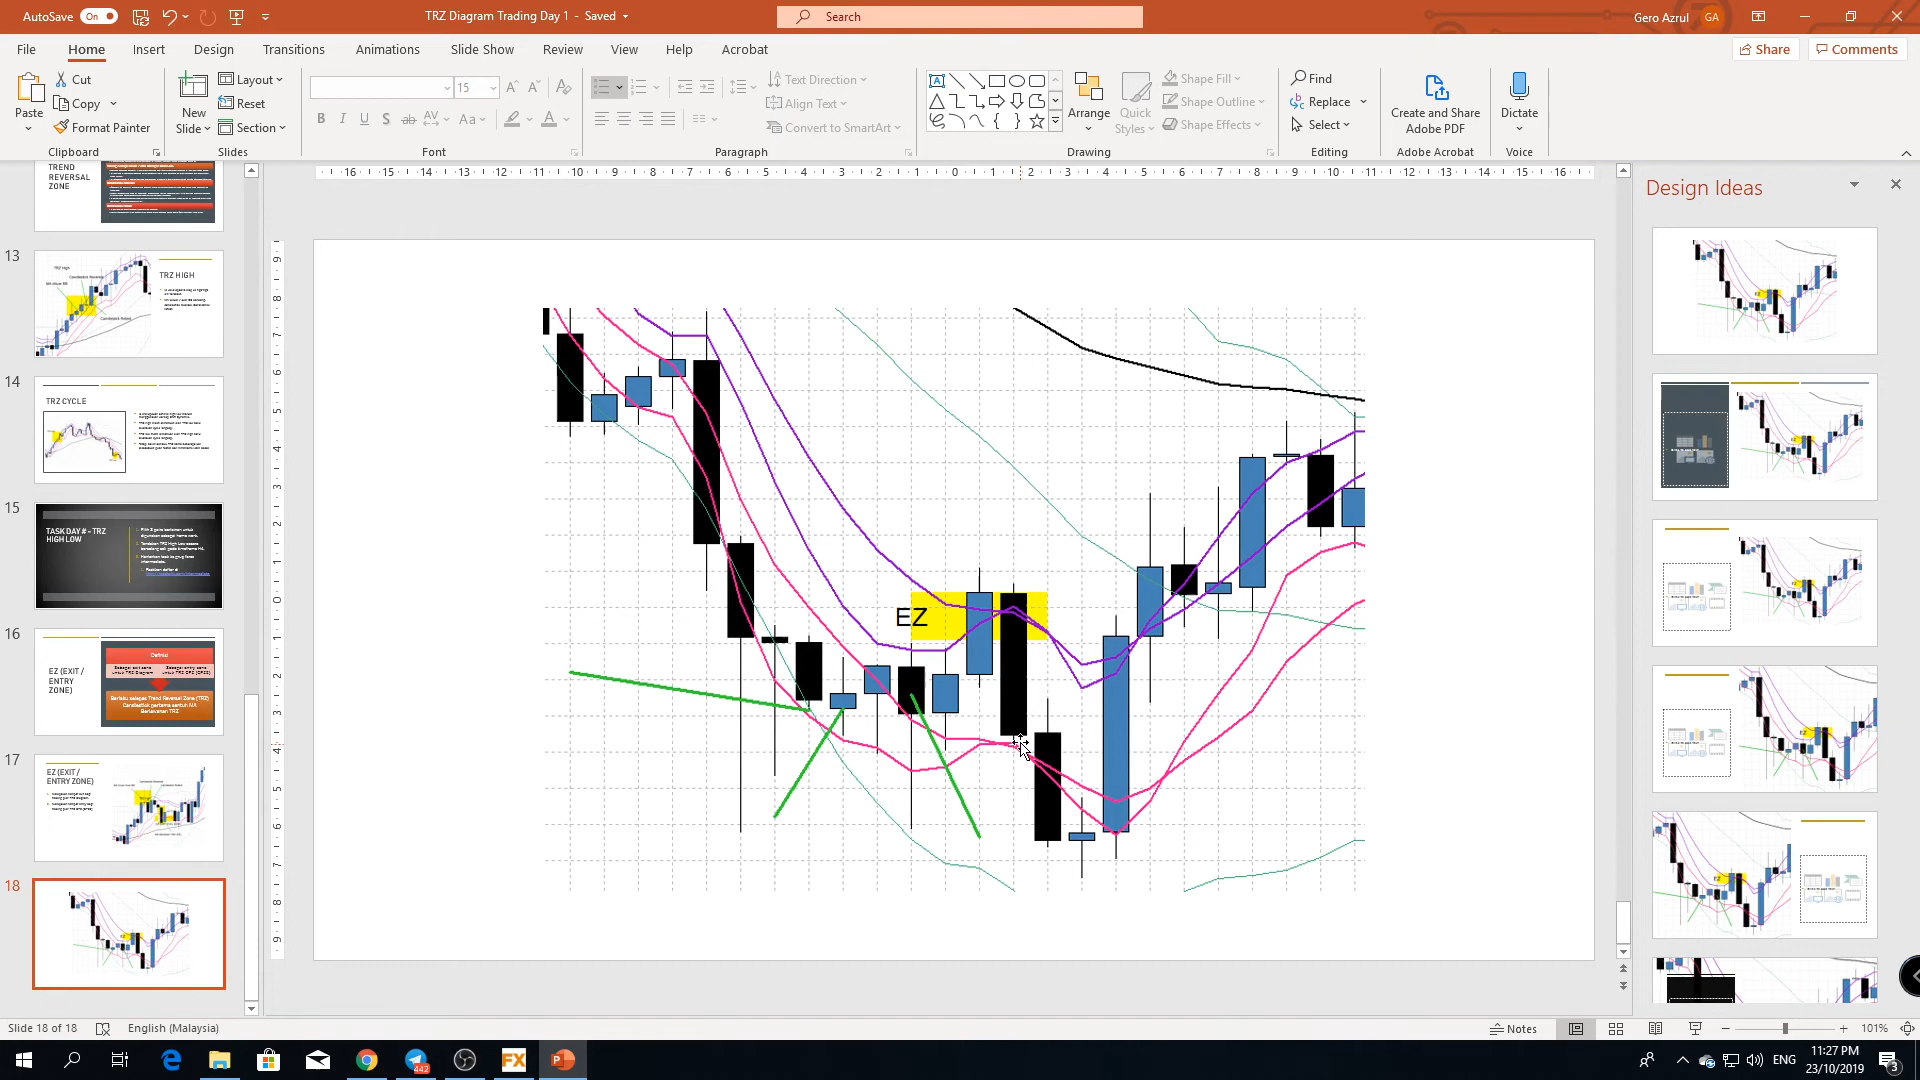 AutoSave On TRZ Diagram Trading Day 1 - Saved Search Gero Azrul GA
File Home Insert Design Transitions Animations Slide Show Review View Help Acrobat Share Comments
Paste
Cut
Copy
Format Painter
Clipboard
New Slide
Layout
Reset
Section
Slides
15
Font
Text Direction
Align Text
Convert to SmartArt
Paragraph
Arrange
Quick Styles
Shape Fill
Shape Outline
Shape Effects
Drawing
Find
Replace
Select
Editing
Create and Share
Adobe PDF
Adobe Acrobat
Dictate
Voice
TREND
REVERSAL
ZONE
13
TRZ HIGH
14
TRZ CYCLE
15
TASK DAY # - TRZ
HIGH LOW
16
EZ (EXIT /
ENTRY
ZONE)
Definisi
17
EZ (EXIT /
ENTRY ZONE)
18
EZ
Design Ideas
Slide 18 of 18 English (Malaysia) Notes 101%
442
FX
ENG
11:27 PM
23/10/2019
3